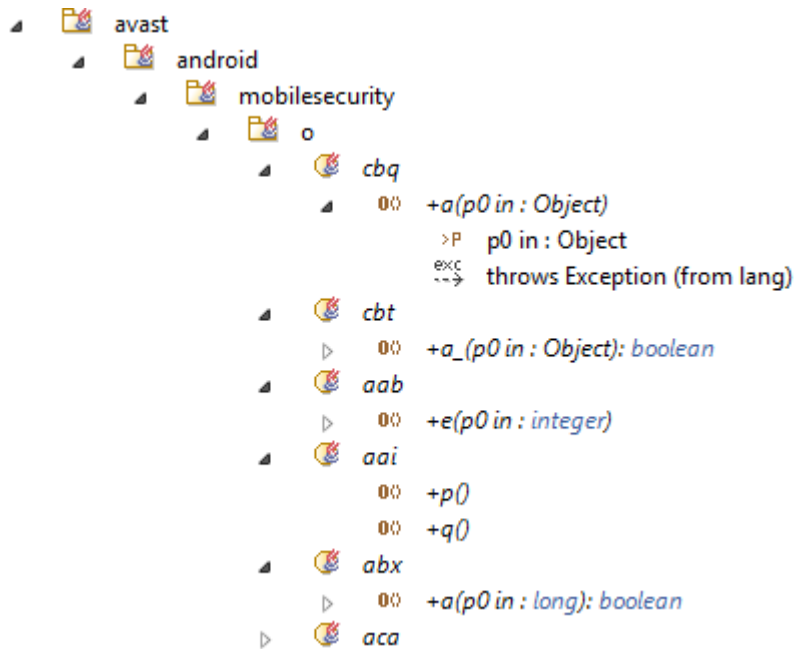 avast
android
mobilesecurity
o
cbq
+a(p0 in : Object)
p0 in : Object
throws Exception (from lang)
cbt
+a_(p0 in : Object): boolean
aab
+e(p0 in : integer)
aai
+p()
+q()
abx
+a(p0 in : long): boolean
aca